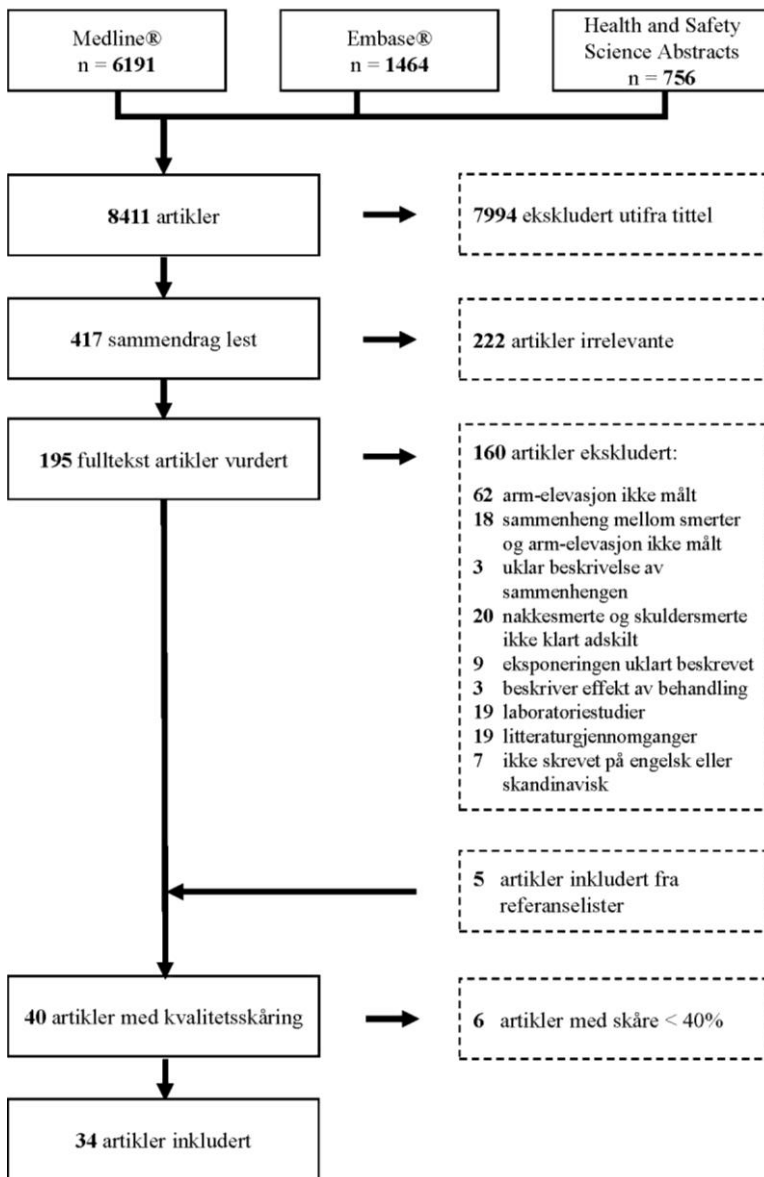 Medline®
n = 6191
Embase®
n = 1464
Health and Safety
Science Abstracts
n = 756
8411 artikler
7994 ekskludert utifra tittel
417 sammendrag lest
222 artikler irrelevante
195 fulltekst artikler vurdert
160 artikler ekskludert:
62 arm-elevasjon ikke målt
18 sammenheng mellom smerter
og arm-elevasjon ikke målt
3 uklar beskrivelse av
sammenhengen
20 nakkesmerte og skuldersmerte
ikke klart adskilt
9 eksponeringen uklart beskrevet
3 beskriver effekt av behandling
19 laboratoriestudier
19 litteraturgjennomganger
7 ikke skrevet på engelsk eller
skandinavisk
5 artikler inkludert fra
referanselister
40 artikler med kvalitetsskåring
6 artikler med skåre < 40%
34 artikler inkludert